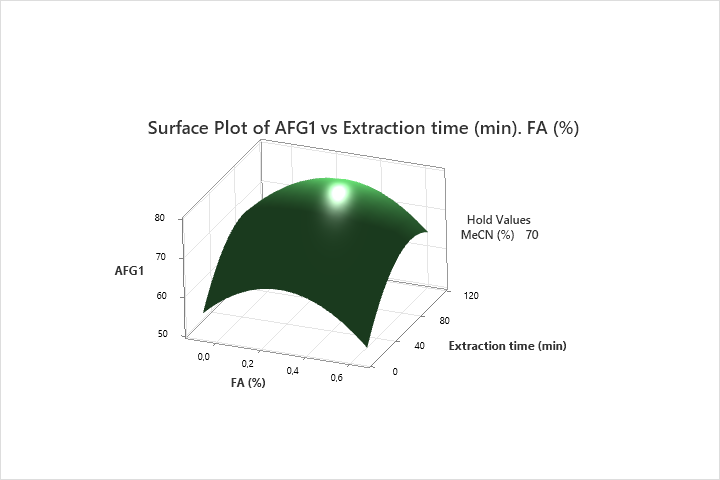 Surface Plot of AFG1 vs Extraction time (min). FA (%)
Hold Values
MeCN (%) 70
80
70
AFG1
60
50
0,0
0,2
0,4
0,6
FA (%)
0
40
80
120
Extraction time (min)